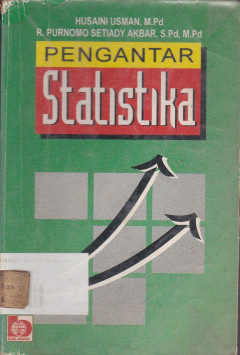 HUSAINI USMAN, M.Pd
R. PURNOMO SETIADY AKBAR, S.Pd, M.Pd
PENGANTAR
Statistika